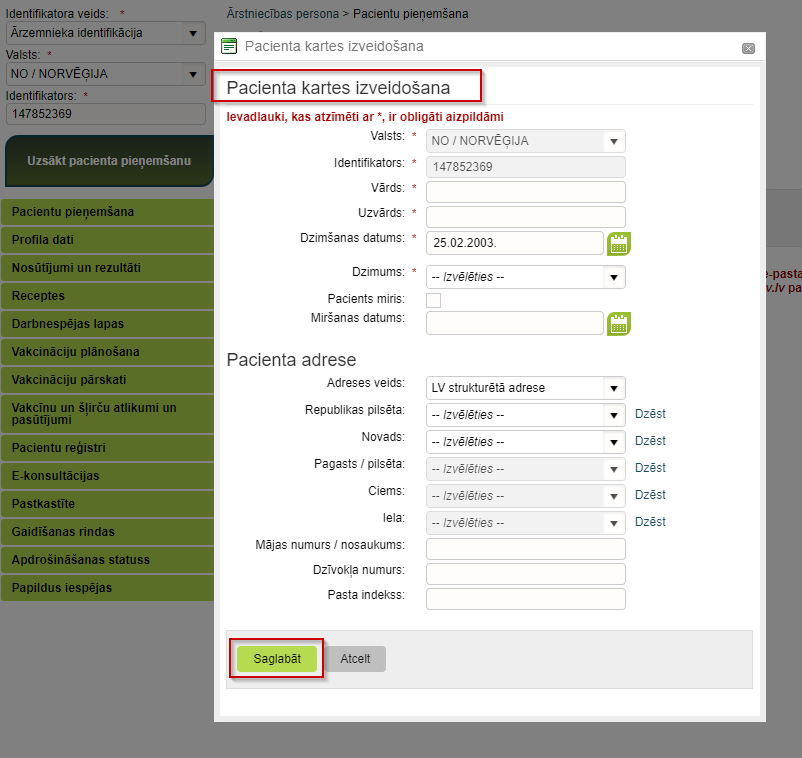 Identifikatora veids: *
Ārzemnieka identifikācija
Valsts: *
NO / NORVĒĢIJA
Identifikators: *
147852369
Uzsākt pacienta pieņemšanu
Pacientu pieņemšana
Profila dati
Nosūtījumi un rezultāti
Receptes
Darbnespējas lapas
Vakcināciju plānošana
Vakcināciju pārskati
Vakcīnu un šļirču atlikumi un
pasūtījumi
Pacientu reģistri
E-konsultācijas
Pastkastīte
Gaidīšanas rindas
Apdrošināšanas statuss
Papildus iespējas
Ārstniecības persona > Pacientu pieņemšana
Pacienta kartes izveidošana
Pacienta kartes izveidošana
Ievadlauki, kas atzīmēti ar *, ir obligāti aizpildāmi
Valsts: * NO / NORVĒĢIJA
Identifikators: * 147852369
Vārds: *
Uzvārds: *
Dzimšanas datums: * 25.02.2003.
Dzimums: * -- Izvēlēties --
Pacients miris:
Miršanas datums:
Pacienta adrese
Adreses veids: LV strukturētā adrese
Republikas pilsēta: -- Izvēlēties -- Dzēst
Novads: -- Izvēlēties -- Dzēst
Pagasts / pilsēta: -- Izvēlēties -- Dzēst
Ciems: -- Izvēlēties -- Dzēst
Iela: -- Izvēlēties -- Dzēst
Mājas numurs / nosaukums:
Dzīvokļa numurs:
Pasta indekss:
Saglabāt Atcelt
e-pasta
v.lv pa